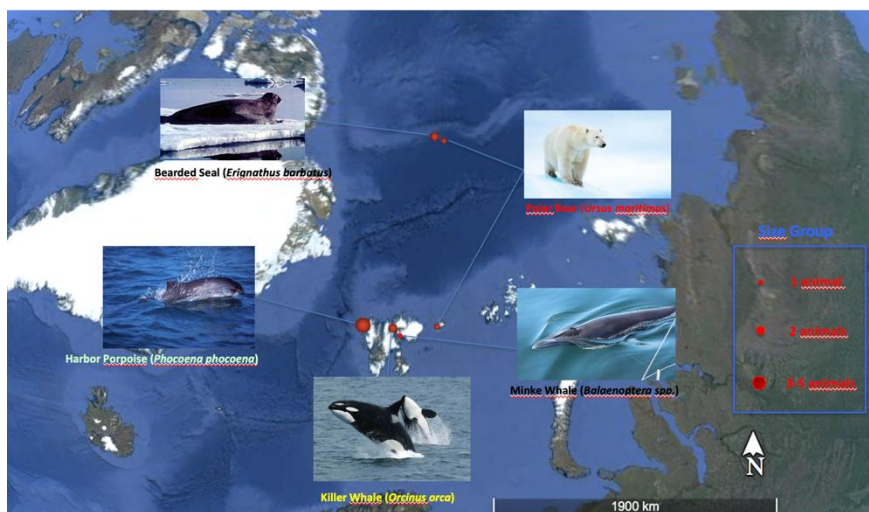 Bearded Seal (Erignathus barbatus)
Polar Bear (Ursus maritimus)
Size Group
1 animal
2 animals
3-5 animals
Harbor Porpoise (Phocoena phocoena)
Minke Whale (Balaenoptera spp.)
Killer Whale (Orcinus orca)
N
1900 km